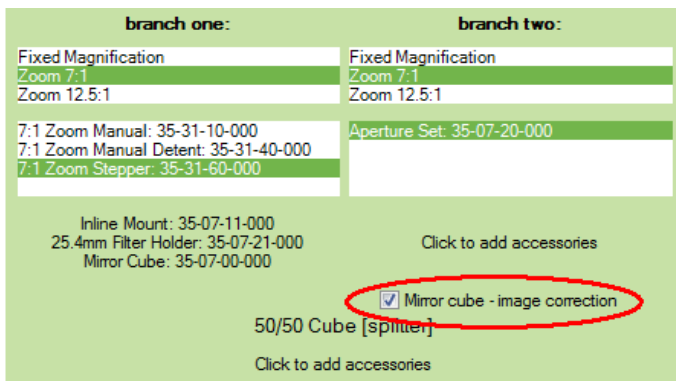 branch one:
branch two:
Fixed Magnification
Zoom 7:1
Zoom 12.5:1
Fixed Magnification
Zoom 7:1
Zoom 12.5:1
7:1 Zoom Manual: 35-31-10-000
7:1 Zoom Manual Detent: 35-31-40-000
7:1 Zoom Stepper: 35-31-60-000
Aperture Set: 35-07-20-000
Inline Mount: 35-07-11-000
25.4mm Filter Holder: 35-07-21-000
Mirror Cube: 35-07-00-000
Click to add accessories
Mirror cube - image correction
50/50 Cube [splitter]
Click to add accessories